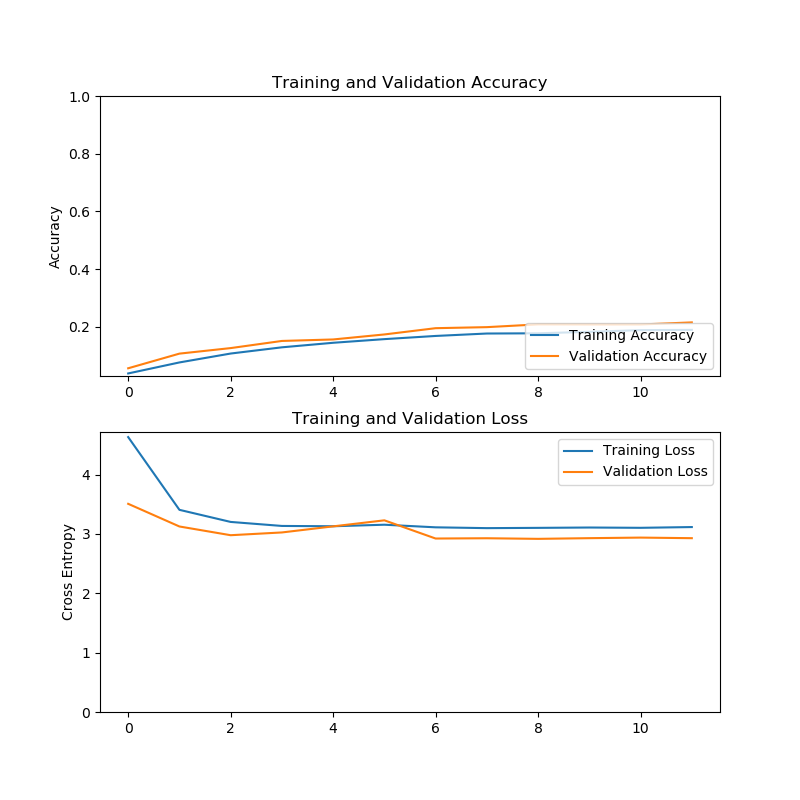 Training and Validation Accuracy
1.0
0.8
0.6
0.4
0.2
Accuracy
Training Accuracy
Validation Accuracy
0 2 4 6 8 10
Training and Validation Loss
4
3
2
1
0
Cross Entropy
Training Loss
Validation Loss
0 2 4 6 8 10